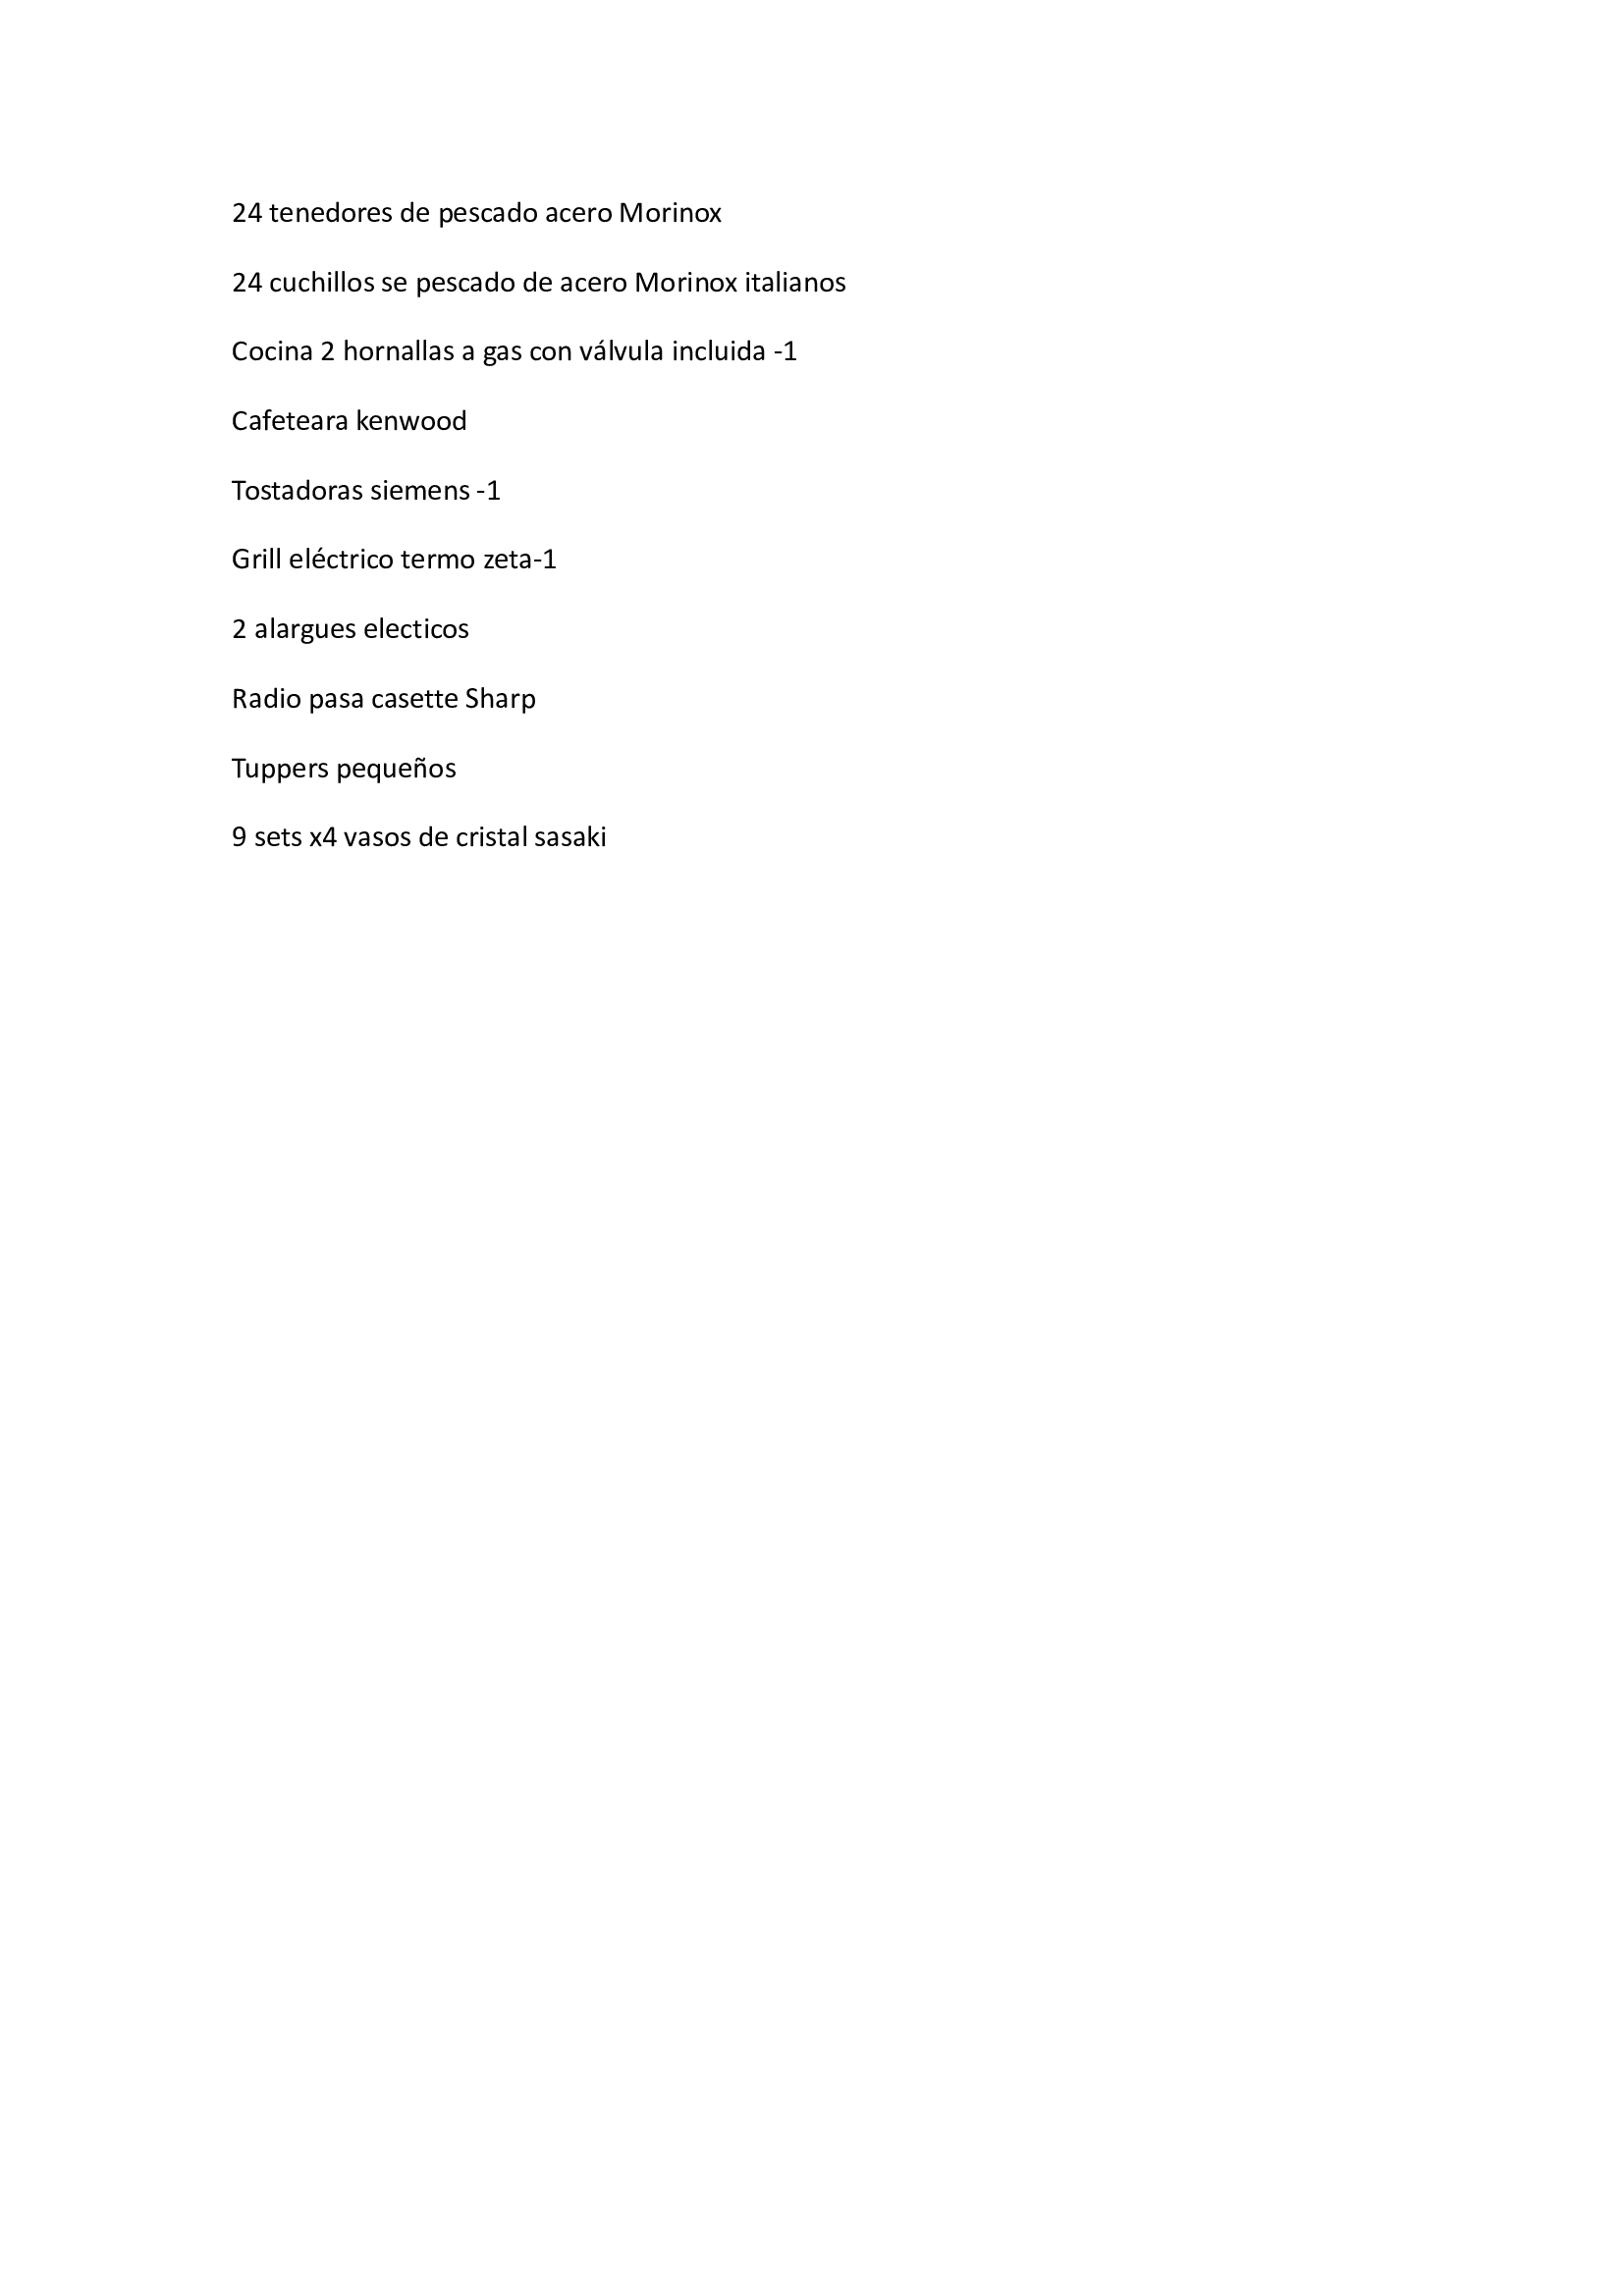 24 tenedores de pescado acero Morinox
24 cuchillos se pescado de acero Morinox italianos
Cocina 2 hornallas a gas con válvula incluida -1
Cafeteara kenwood
Tostadoras siemens -1
Grill eléctrico termo zeta-1
2 alargues electicos
Radio pasa casette Sharp
Tuppers pequeños
9 sets x4 vasos de cristal sasaki